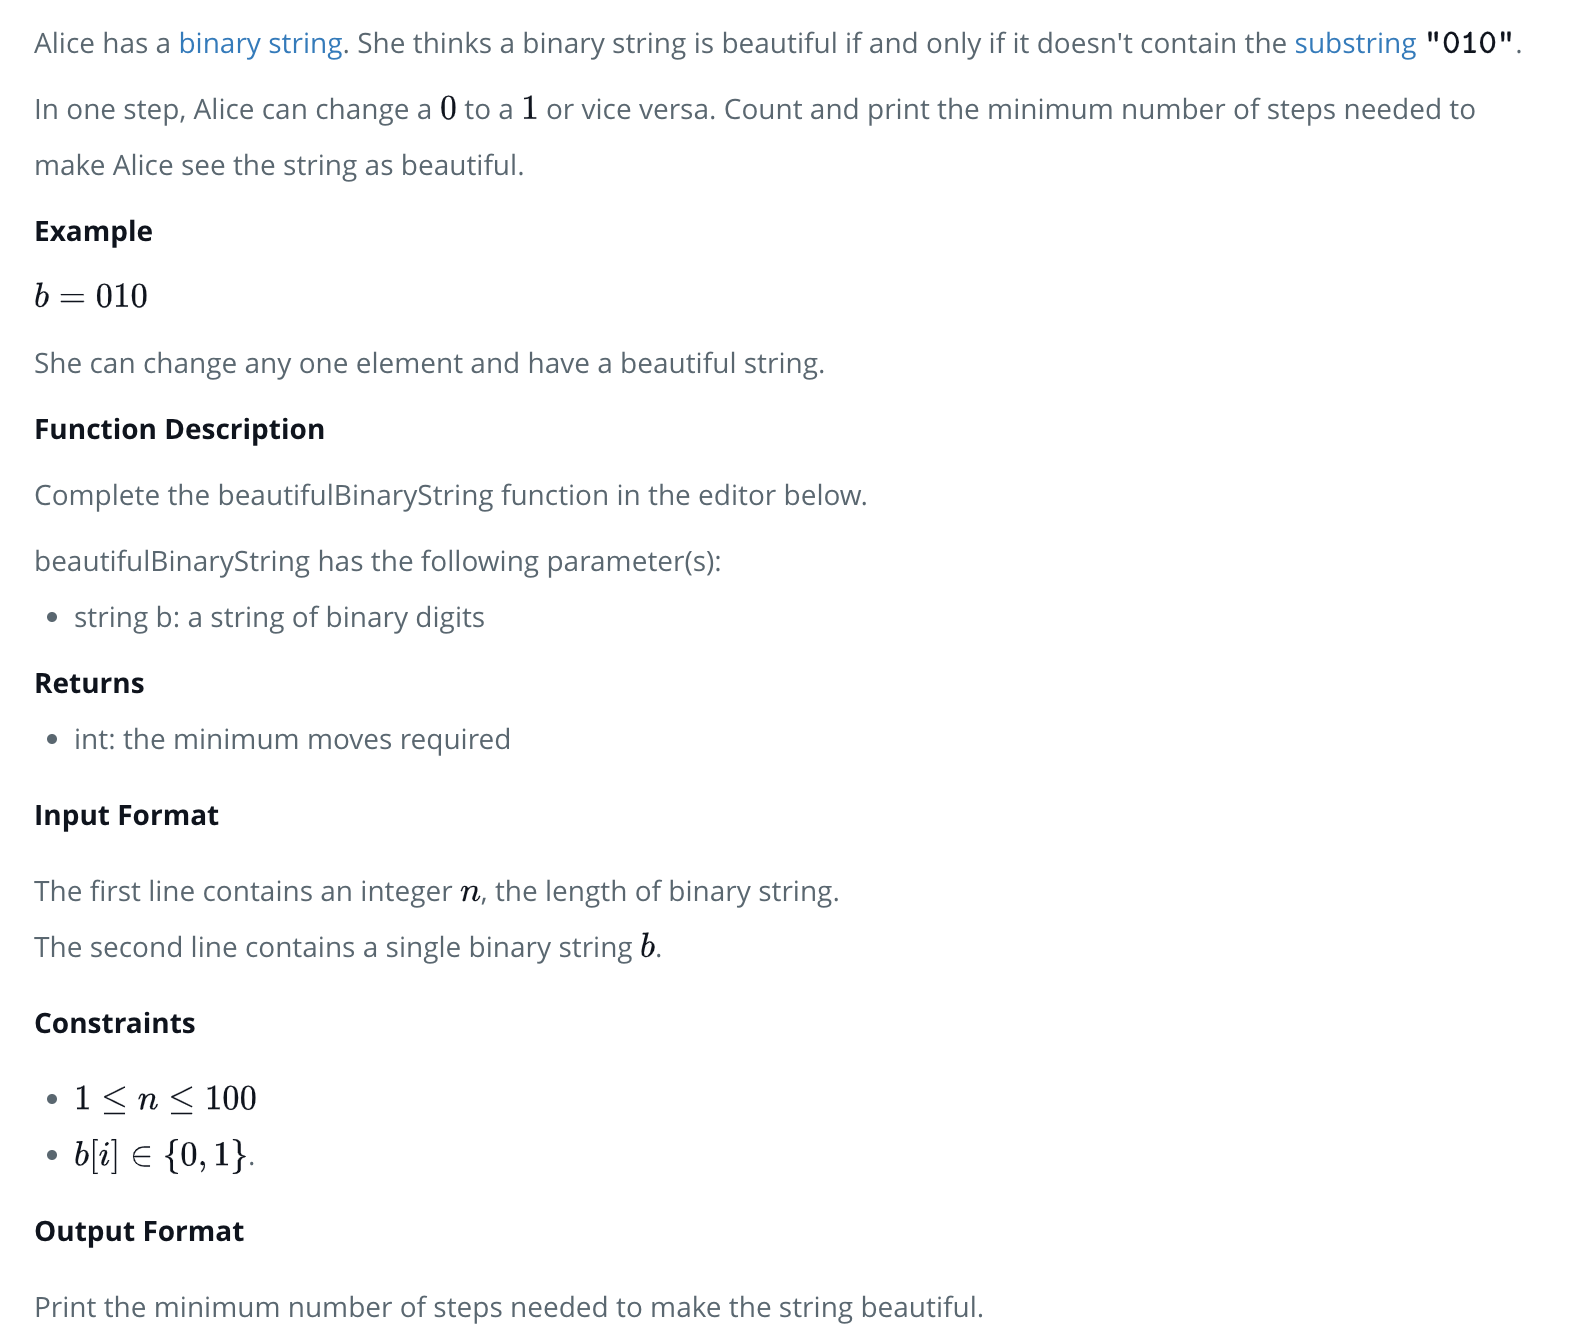 Alice has a binary string. She thinks a binary string is beautiful if and only if it doesn't contain the substring "010".
In one step, Alice can change a 0 to a 1 or vice versa. Count and print the minimum number of steps needed to
make Alice see the string as beautiful.
Example
b = 010
She can change any one element and have a beautiful string.
Function Description
Complete the beautifulBinaryString function in the editor below.
beautifulBinaryString has the following parameter(s):
• string b: a string of binary digits
Returns
• int: the minimum moves required
Input Format
The first line contains an integer n, the length of binary string.
The second line contains a single binary string b.
Constraints
• 1 ≤ n ≤ 100
• b[i] ∈ {0, 1}.
Output Format
Print the minimum number of steps needed to make the string beautiful.